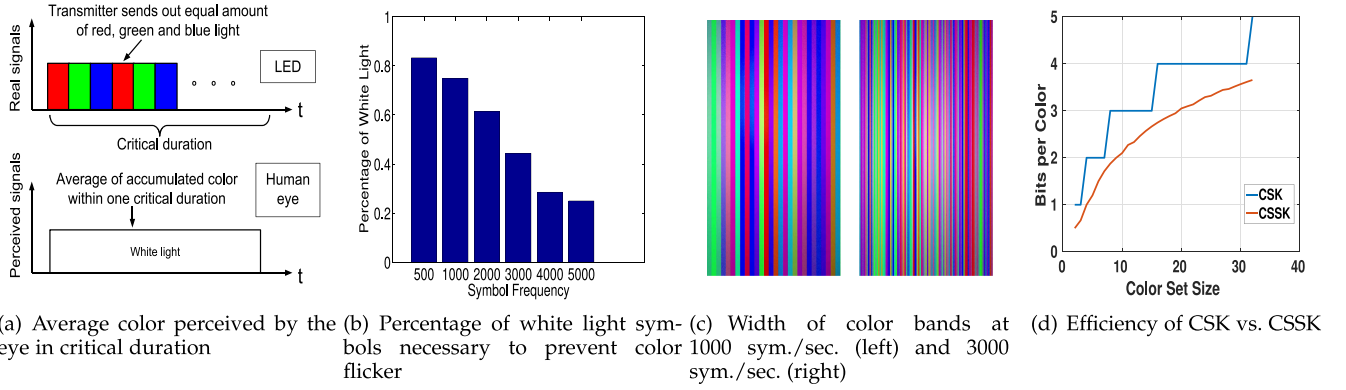 Transmitter sends out equal amount
of red, green and blue light
Real signals
LED
t
Critical duration
Perceived signals
Average of accumulated color
within one critical duration
Human
eye
White light
t
(a) Average color perceived by the
eye in critical duration
Percentage of White Light
1
0.8
0.6
0.4
0.2
0
500 1000 2000 3000 4000 5000
Symbol Frequency
(b) Percentage of white light sym-
bols necessary to prevent color
flicker
(c) Width of color bands at
1000 sym./sec. (left) and 3000
sym./sec. (right)
Bits per Color
5
4
3
2
1
0
CSK
CSSK
0 10 20 30 40
Color Set Size
(d) Efficiency of CSK vs. CSSK